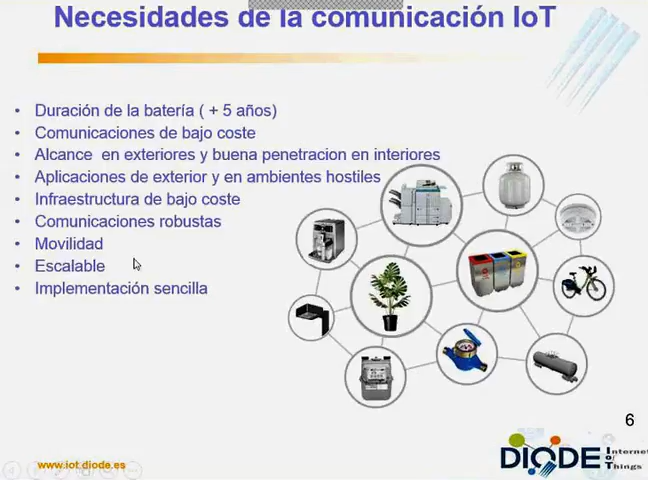 Necesidades de la comunicación IoT
• Duración de la batería ( + 5 años)
• Comunicaciones de bajo coste
• Alcance en exteriores y buena penetracion en interiores
• Aplicaciones de exterior y en ambientes hostiles
• Infraestructura de bajo coste
• Comunicaciones robustas
• Movilidad
• Escalable
• Implementación sencilla
6
www.iot.diode.es
DIODE Internet of Things